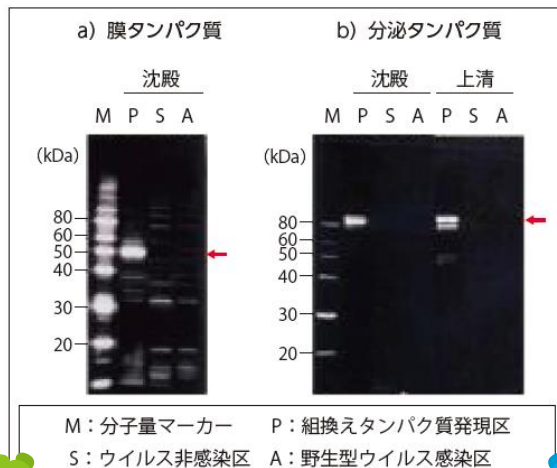 a）膜タンパク質
b）分泌タンパク質
沈殿
沈殿 上清
M P S A
M P S A P S A
(kDa)
80
60
50
40
30
20
(kDa)
80
60
50
40
30
20
M：分子量マーカー P：組換えタンパク質発現区
S：ウイルス非感染区 A：野生型ウイルス感染区